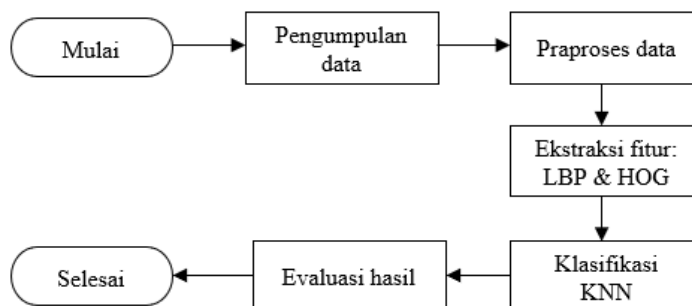 Mulai
Pengumpulan
data
Praproses data
Ekstraksi fitur:
LBP & HOG
Klasifikasi
KNN
Evaluasi hasil
Selesai